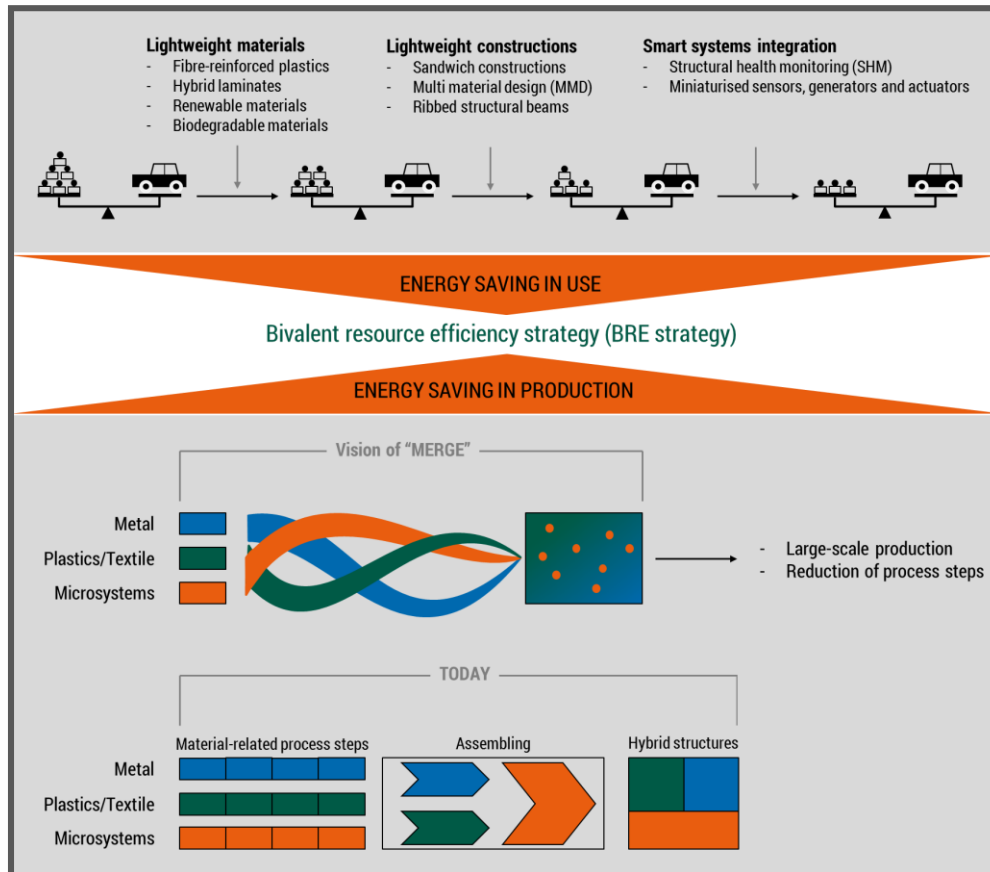 Lightweight materials
- Fibre-reinforced plastics
- Hybrid laminates
- Renewable materials
- Biodegradable materials
Lightweight constructions
- Sandwich constructions
- Multi material design (MMD)
- Ribbed structural beams
Smart systems integration
- Structural health monitoring (SHM)
- Miniaturised sensors, generators and actuators
ENERGY SAVING IN USE
Bivalent resource efficiency strategy (BRE strategy)
ENERGY SAVING IN PRODUCTION
Vision of “MERGE”
Metal
Plastics/Textile
Microsystems
- Large-scale production
- Reduction of process steps
TODAY
Material-related process steps
Assembling
Hybrid structures
Metal
Plastics/Textile
Microsystems